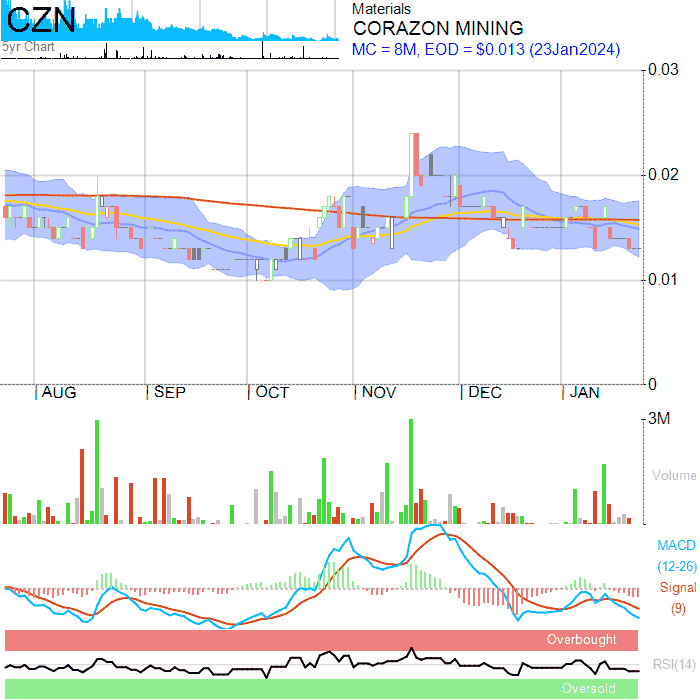 CZN
5yr Chart
Materials
CORAZON MINING
MC = 8M, EOD = $0.013 (23Jan2024)
0.03
0.02
0.01
0
AUG SEP OCT NOV DEC JAN
3M
Volume
MACD
(12-26)
Signal
(9)
Overbought
RSI(14)
Oversold